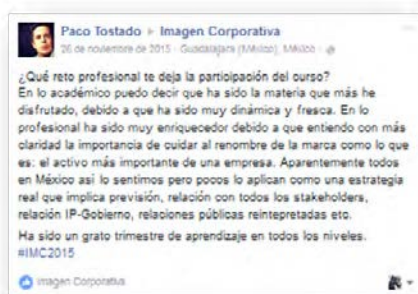 Paco Tostado ▸ Imagen Corporativa
26 de noviembre de 2015 · Guadalajara (México), México ·
¿Qué reto profesional te deja la participación del curso?
En lo académico puedo decir que ha sido la materia que más he
disfrutado, debido a que ha sido muy dinámica y fresca. En lo
profesional ha sido muy enriquecedor debido a que entiendo con más
claridad la importancia de cuidar al renombre de la marca como lo que
es: el activo más importante de una empresa. Aparentemente todos
en México así lo sentimos pero pocos lo aplican como una estrategia
real que implica previsión, relación con todos los stakeholders,
relación IP-Gobierno, relaciones públicas reinterpretadas etc.
Ha sido un grato trimestre de aprendizaje en todos los niveles.
#IMC2015
Imagen Corporativa